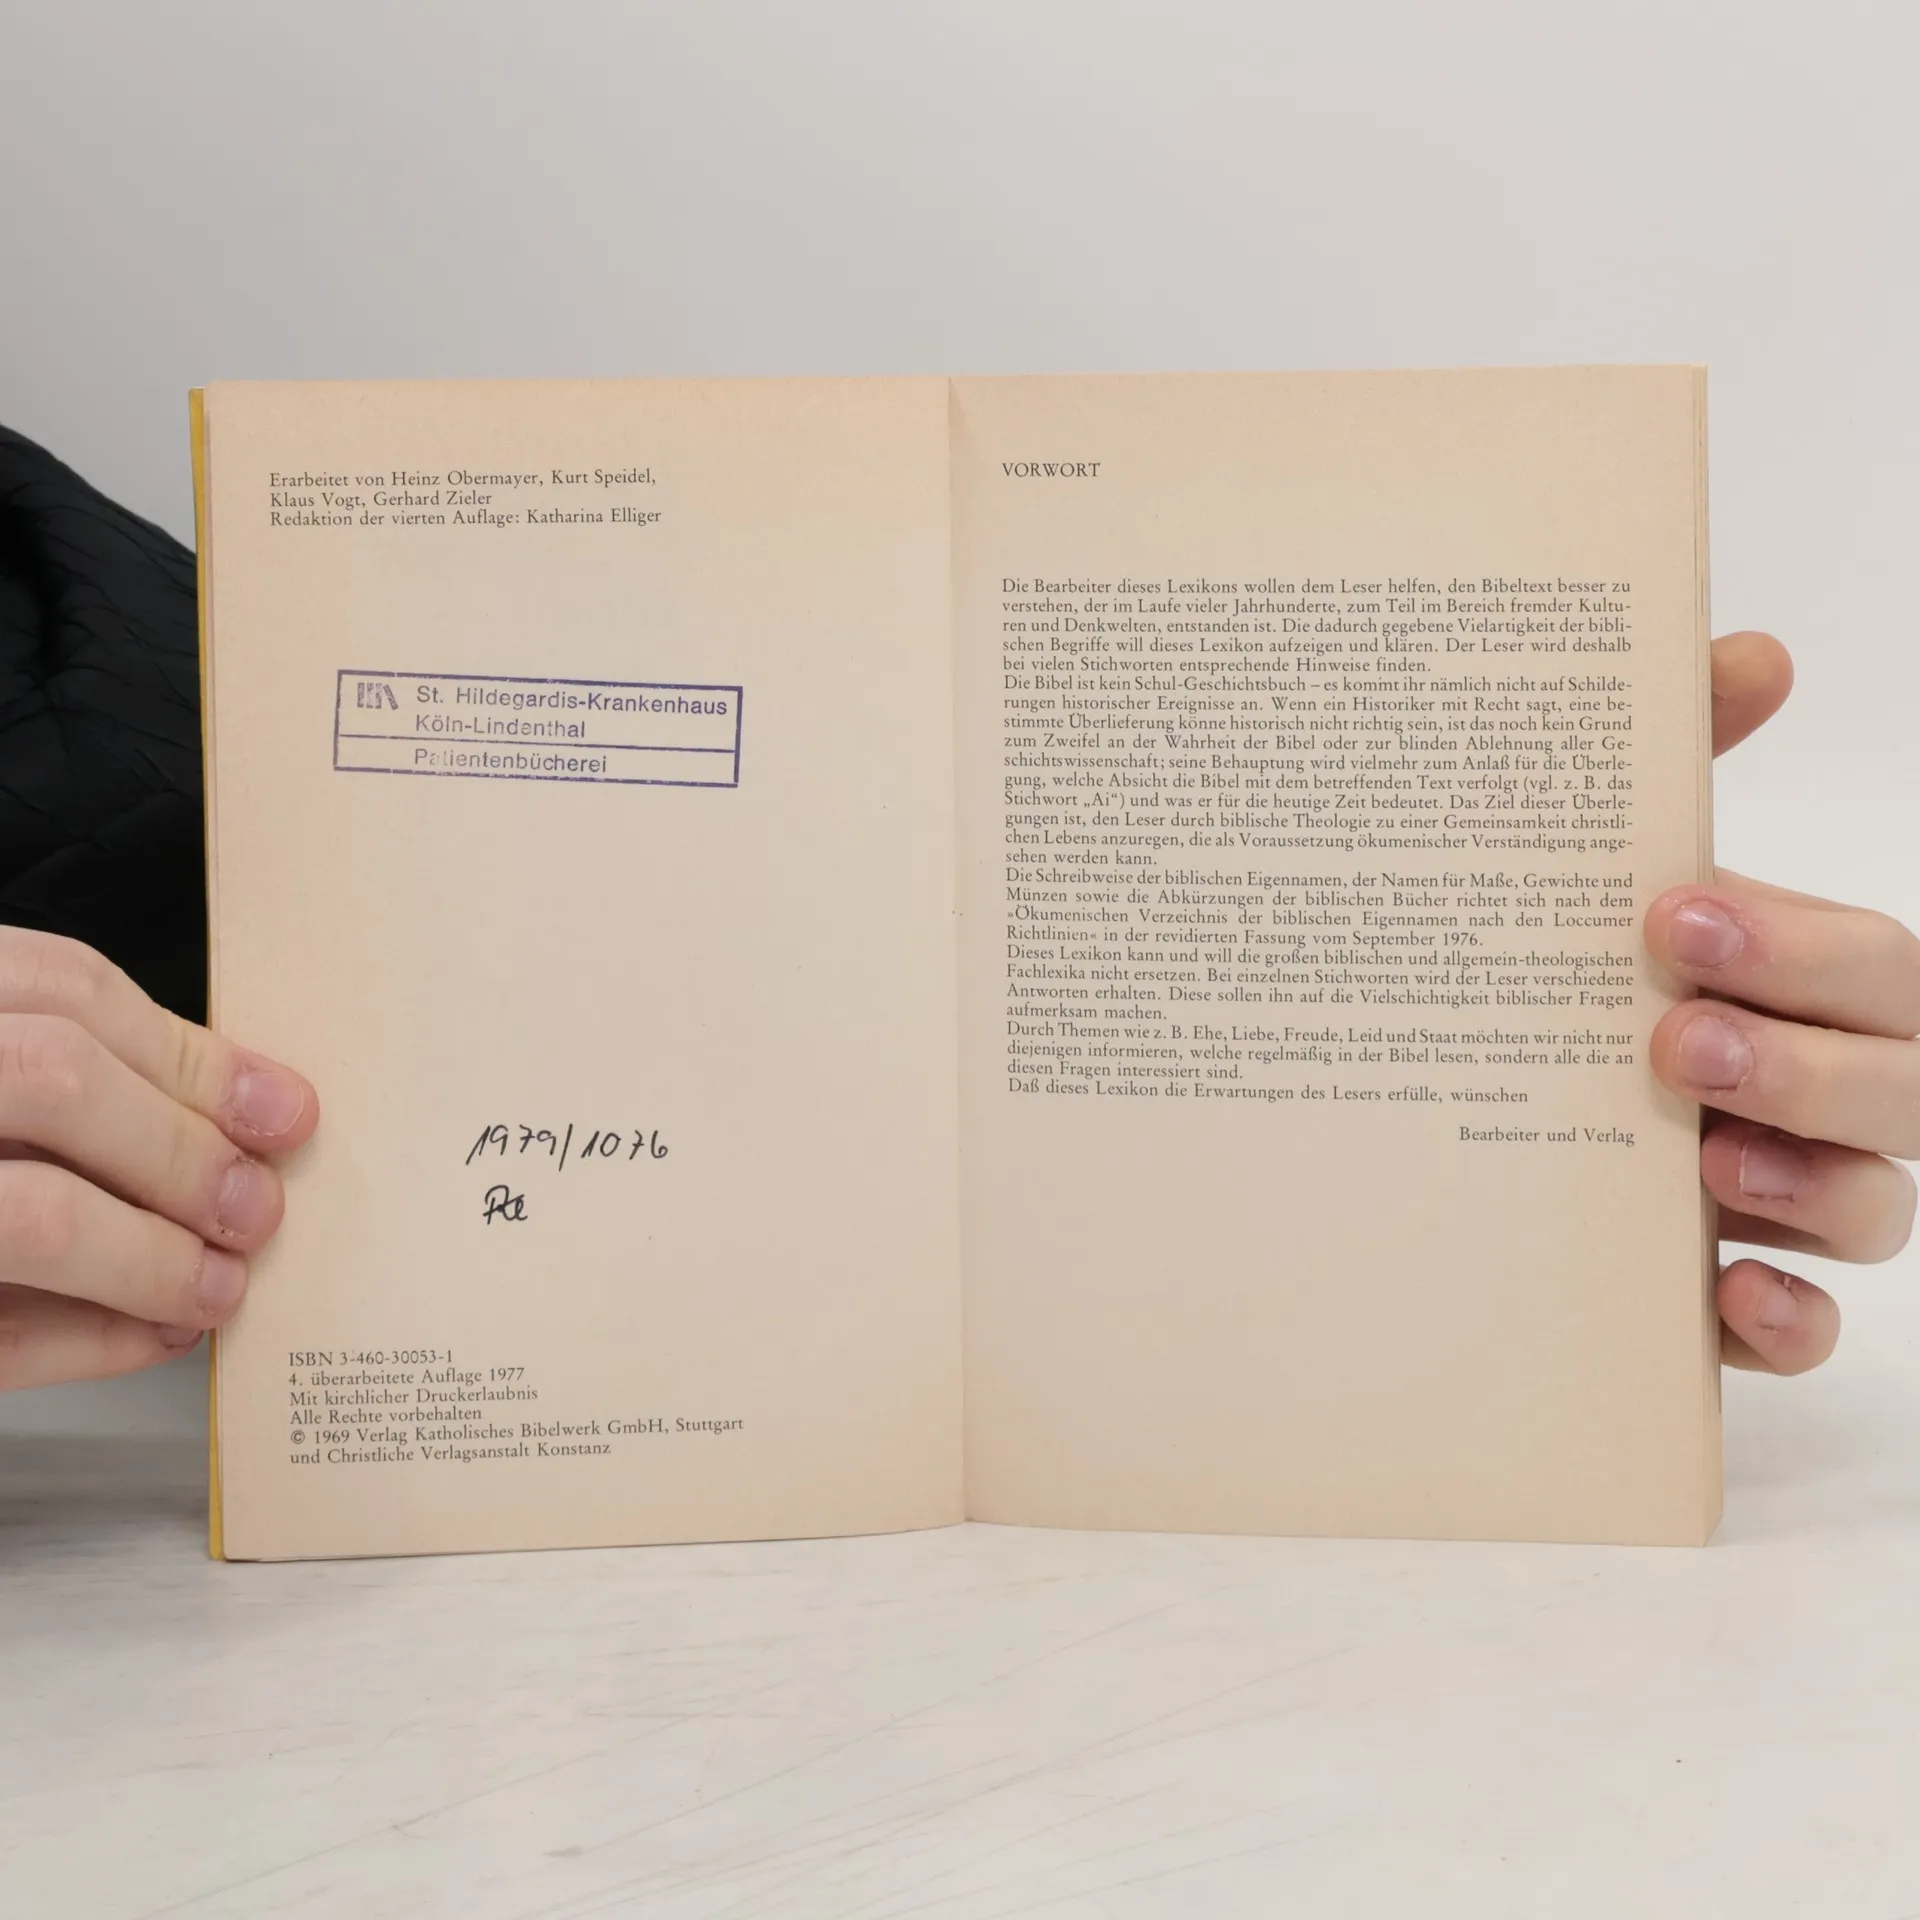 Erarbeitet von Heinz Obermayer, Kurt Speidel,
Klaus Vogt, Gerhard Zieler
Redaktion der vierten Auflage: Katharina Elliger
St. Hildegardis-Krankenhaus
Köln-Lindenthal
Patientenbücherei
1979/1076
ISBN 3-460-30053-1
4. überarbeitete Auflage 1977
Mit kirchlicher Druckerlaubnis
Alle Rechte vorbehalten
© 1969 Verlag Katholisches Bibelwerk GmbH, Stuttgart
und Christliche Verlagsanstalt Konstanz
VORWORT
Die Bearbeiter dieses Lexikons wollen dem Leser helfen, den Bibeltext besser zu
verstehen, der im Laufe vieler Jahrhunderte, zum Teil im Bereich fremder Kultu-
ren und Denkwelten, entstanden ist. Die dadurch gegebene Vielartigkeit der bibli-
schen Begriffe will dieses Lexikon aufzeigen und klären. Der Leser wird deshalb
bei vielen Stichworten entsprechende Hinweise finden.
Die Bibel ist kein Schul-Geschichtsbuch – es kommt ihr nämlich nicht auf Schilde-
rungen historischer Ereignisse an. Wenn ein Historiker mit Recht sagt, eine be-
stimmte Überlieferung könne historisch nicht richtig sein, ist das noch kein Grund
zum Zweifel an der Wahrheit der Bibel oder zur blinden Ablehnung aller Ge-
schichtswissenschaft; seine Behauptung wird vielmehr zum Anlaß für die Überle-
gung, welche Absicht die Bibel mit dem betreffenden Text verfolgt (vgl. z. B. das
Stichwort „Ai“) und was er für die heutige Zeit bedeutet. Das Ziel dieser Überle-
gungen ist, den Leser durch biblische Theologie zu einer Gemeinsamkeit christli-
chen Lebens anzuregen, die als Voraussetzung ökumenischer Verständigung ange-
sehen werden kann.
Die Schreibweise der biblischen Eigennamen, der Namen für Maße, Gewichte und
Münzen sowie die Abkürzungen der biblischen Bücher richtet sich nach dem
»Ökumenischen Verzeichnis der biblischen Eigennamen nach den Loccumer
Richtlinien« in der revidierten Fassung vom September 1976.
Dieses Lexikon kann und will die großen biblischen und allgemein-theologischen
Fachlexika nicht ersetzen. Bei einzelnen Stichworten wird der Leser verschiedene
Antworten erhalten. Diese sollen ihn auf die Vielschichtigkeit biblischer Fragen
aufmerksam machen.
Durch Themen wie z. B. Ehe, Liebe, Freude, Leid und Staat möchten wir nicht nur
diejenigen informieren, welche regelmäßig in der Bibel lesen, sondern alle die an
diesen Fragen interessiert sind.
Daß dieses Lexikon die Erwartungen des Lesers erfülle, wünschen
Bearbeiter und Verlag